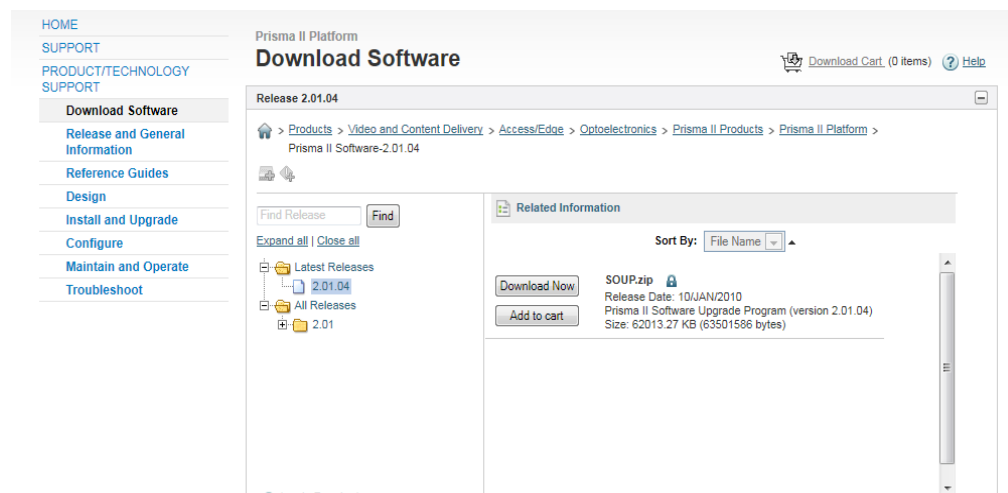 HOME
SUPPORT
PRODUCT/TECHNOLOGY
SUPPORT
Download Software
Release and General
Information
Reference Guides
Design
Install and Upgrade
Configure
Maintain and Operate
Troubleshoot
Prisma II Platform
Download Software
Download Cart (0 items) ? Help
Release 2.01.04
> Products > Video and Content Delivery > Access/Edge > Optoelectronics > Prisma II Products > Prisma II Platform >
Prisma II Software-2.01.04
Find Release Find
Expand all | Close all
Latest Releases
2.01.04
All Releases
2.01
Related Information
Sort By: File Name
Download Now
Add to cart
SOUP.zip
Release Date: 10/JAN/2010
Prisma II Software Upgrade Program (version 2.01.04)
Size: 62013.27 KB (63501586 bytes)